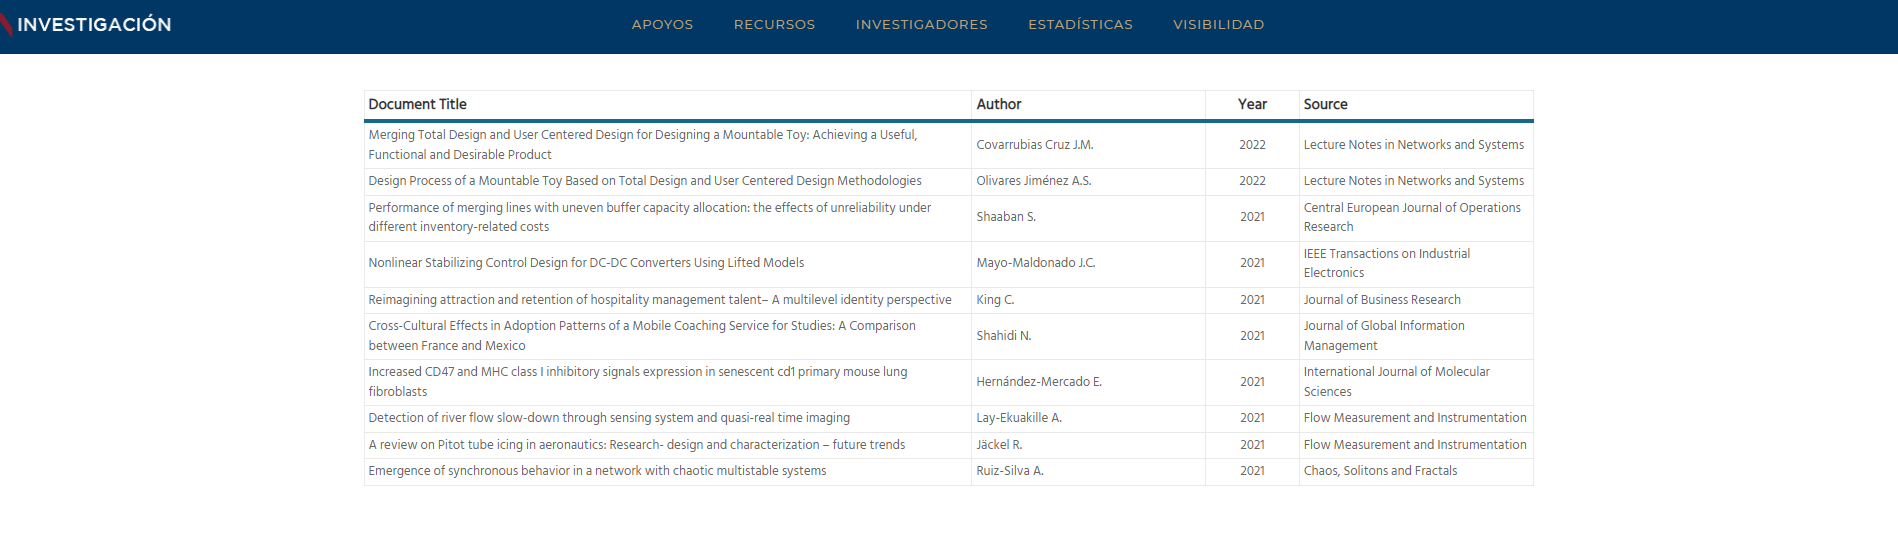 INVESTIGACIÓN
APOYOS RECURSOS INVESTIGADORES ESTADÍSTICAS VISIBILIDAD
Document Title Author Year Source
Merging Total Design and User Centered Design for Designing a Mountable Toy: Achieving a Useful,
Functional and Desirable Product
Covarrubias Cruz J.M. 2022 Lecture Notes in Networks and Systems
Design Process of a Mountable Toy Based on Total Design and User Centered Design Methodologies Olivares Jiménez A.S. 2022 Lecture Notes in Networks and Systems
Performance of merging lines with uneven buffer capacity allocation: the effects of unreliability under
different inventory-related costs
Shaaban S. 2021
Central European Journal of Operations
Research
Nonlinear Stabilizing Control Design for DC-DC Converters Using Lifted Models Mayo-Maldonado J.C. 2021
IEEE Transactions on Industrial
Electronics
Reimagining attraction and retention of hospitality management talent– A multilevel identity perspective King C. 2021 Journal of Business Research
Cross-Cultural Effects in Adoption Patterns of a Mobile Coaching Service for Studies: A Comparison
between France and Mexico
Shahidi N. 2021
Journal of Global Information
Management
Increased CD47 and MHC class I inhibitory signals expression in senescent cd1 primary mouse lung
fibroblasts
Hernández-Mercado E. 2021
International Journal of Molecular
Sciences
Detection of river flow slow-down through sensing system and quasi-real time imaging Lay-Ekuakille A. 2021 Flow Measurement and Instrumentation
A review on Pitot tube icing in aeronautics: Research- design and characterization – future trends Jäckel R. 2021 Flow Measurement and Instrumentation
Emergence of synchronous behavior in a network with chaotic multistable systems Ruiz-Silva A. 2021 Chaos, Solitons and Fractals